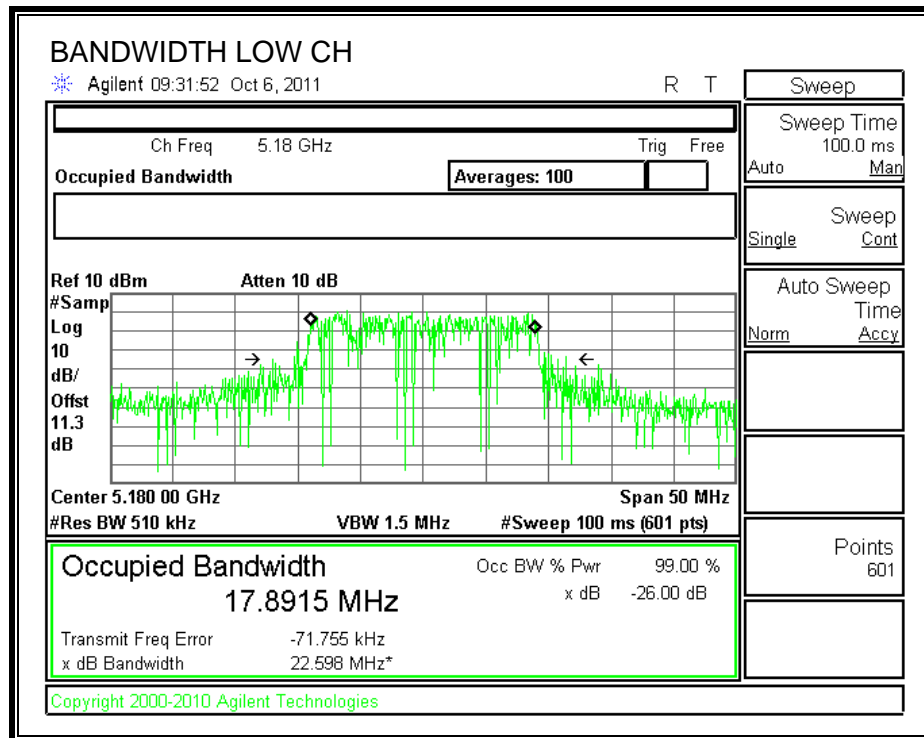 BANDWIDTH LOW CH
Agilent 09:31:52 Oct 6, 2011 R T
Ch Freq 5.18 GHz Trig Free
Occupied Bandwidth Averages: 100
Ref 10 dBm Atten 10 dB
#Samp
Log
10
dB/
Offst
11.3
dB
Center 5.180 00 GHz Span 50 MHz
#Res BW 510 kHz VBW 1.5 MHz #Sweep 100 ms (601 pts)
Occupied Bandwidth Occ BW % Pwr 99.00 %
17.8915 MHz x dB -26.00 dB
Transmit Freq Error -71.755 kHz
x dB Bandwidth 22.598 MHz*
Copyright 2000-2010 Agilent Technologies
Sweep
Sweep Time
100.0 ms
Auto Man
Sweep
Single Cont
Auto Sweep
Time
Norm Accy
Points
601